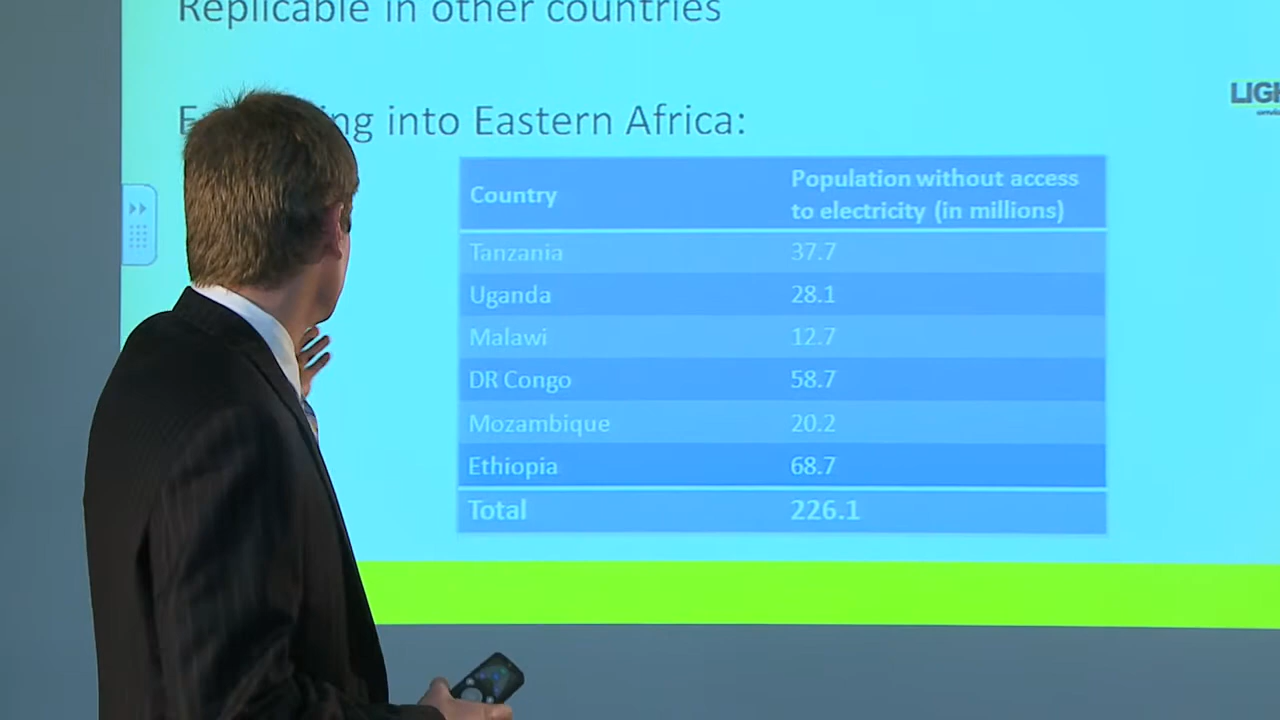 Replicable in other countries
into Eastern Africa:
Country Population without access
to electricity (in millions)
Tanzania 37.7
Uganda 28.1
Malawi 12.7
DR Congo 58.7
Mozambique 20.2
Ethiopia 68.7
Total 226.1